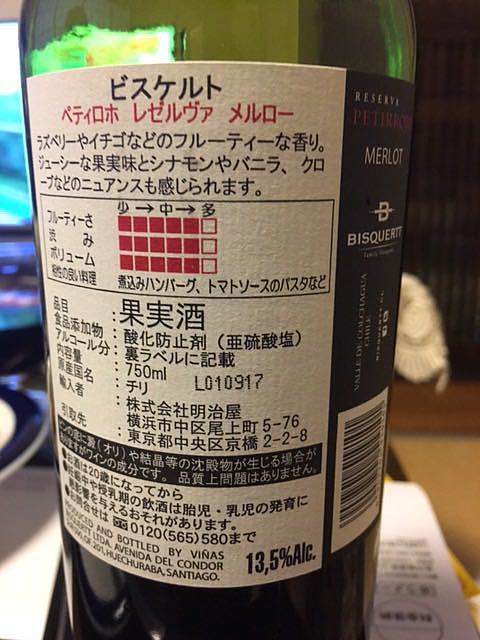 ビスケルト
ペティロホ レゼルヴァ メルロー
ラズベリーやイチゴなどのフルーティーな香り。
ジューシーな果実味とシナモンやバニラ、クロ
ーブなどのニュアンスも感じられます。
少→中→多
フルーティーさ
渋 み
ボリューム
相性の良い料理 煮込みハンバーグ、トマトソースのパスタなど
品目 : 果実酒
食品添加物 : 酸化防止剤（亜硫酸塩）
アルコール分 : 裏ラベルに記載
内容量 : 750ml
原産国名 : チリ L010917
輸入者 : 株式会社明治屋
横浜市中区尾上町5-76
引取先 : 東京都中央区京橋2-2-8
澱（オリ）や結晶等の沈殿物が生じる場合が
ワインの成分です。品質上問題はありません。
●お酒は20歳になってから
妊娠中や授乳期の飲酒は胎児・乳児の発育に
悪影響を与えるおそれがあります。
0120(565)580まで
PRODUCED AND BOTTLED BY VIÑAS
BISQUERTT LTDA. AVENIDA DEL CONDOR
HUECHURABA, SANTIAGO.
13,5%Alc.
RESERVA
PETIRROJO
MERLOT
B
BISQUERTT
Family Vineyards
VALLE DE COLCHAGUA
CHILE